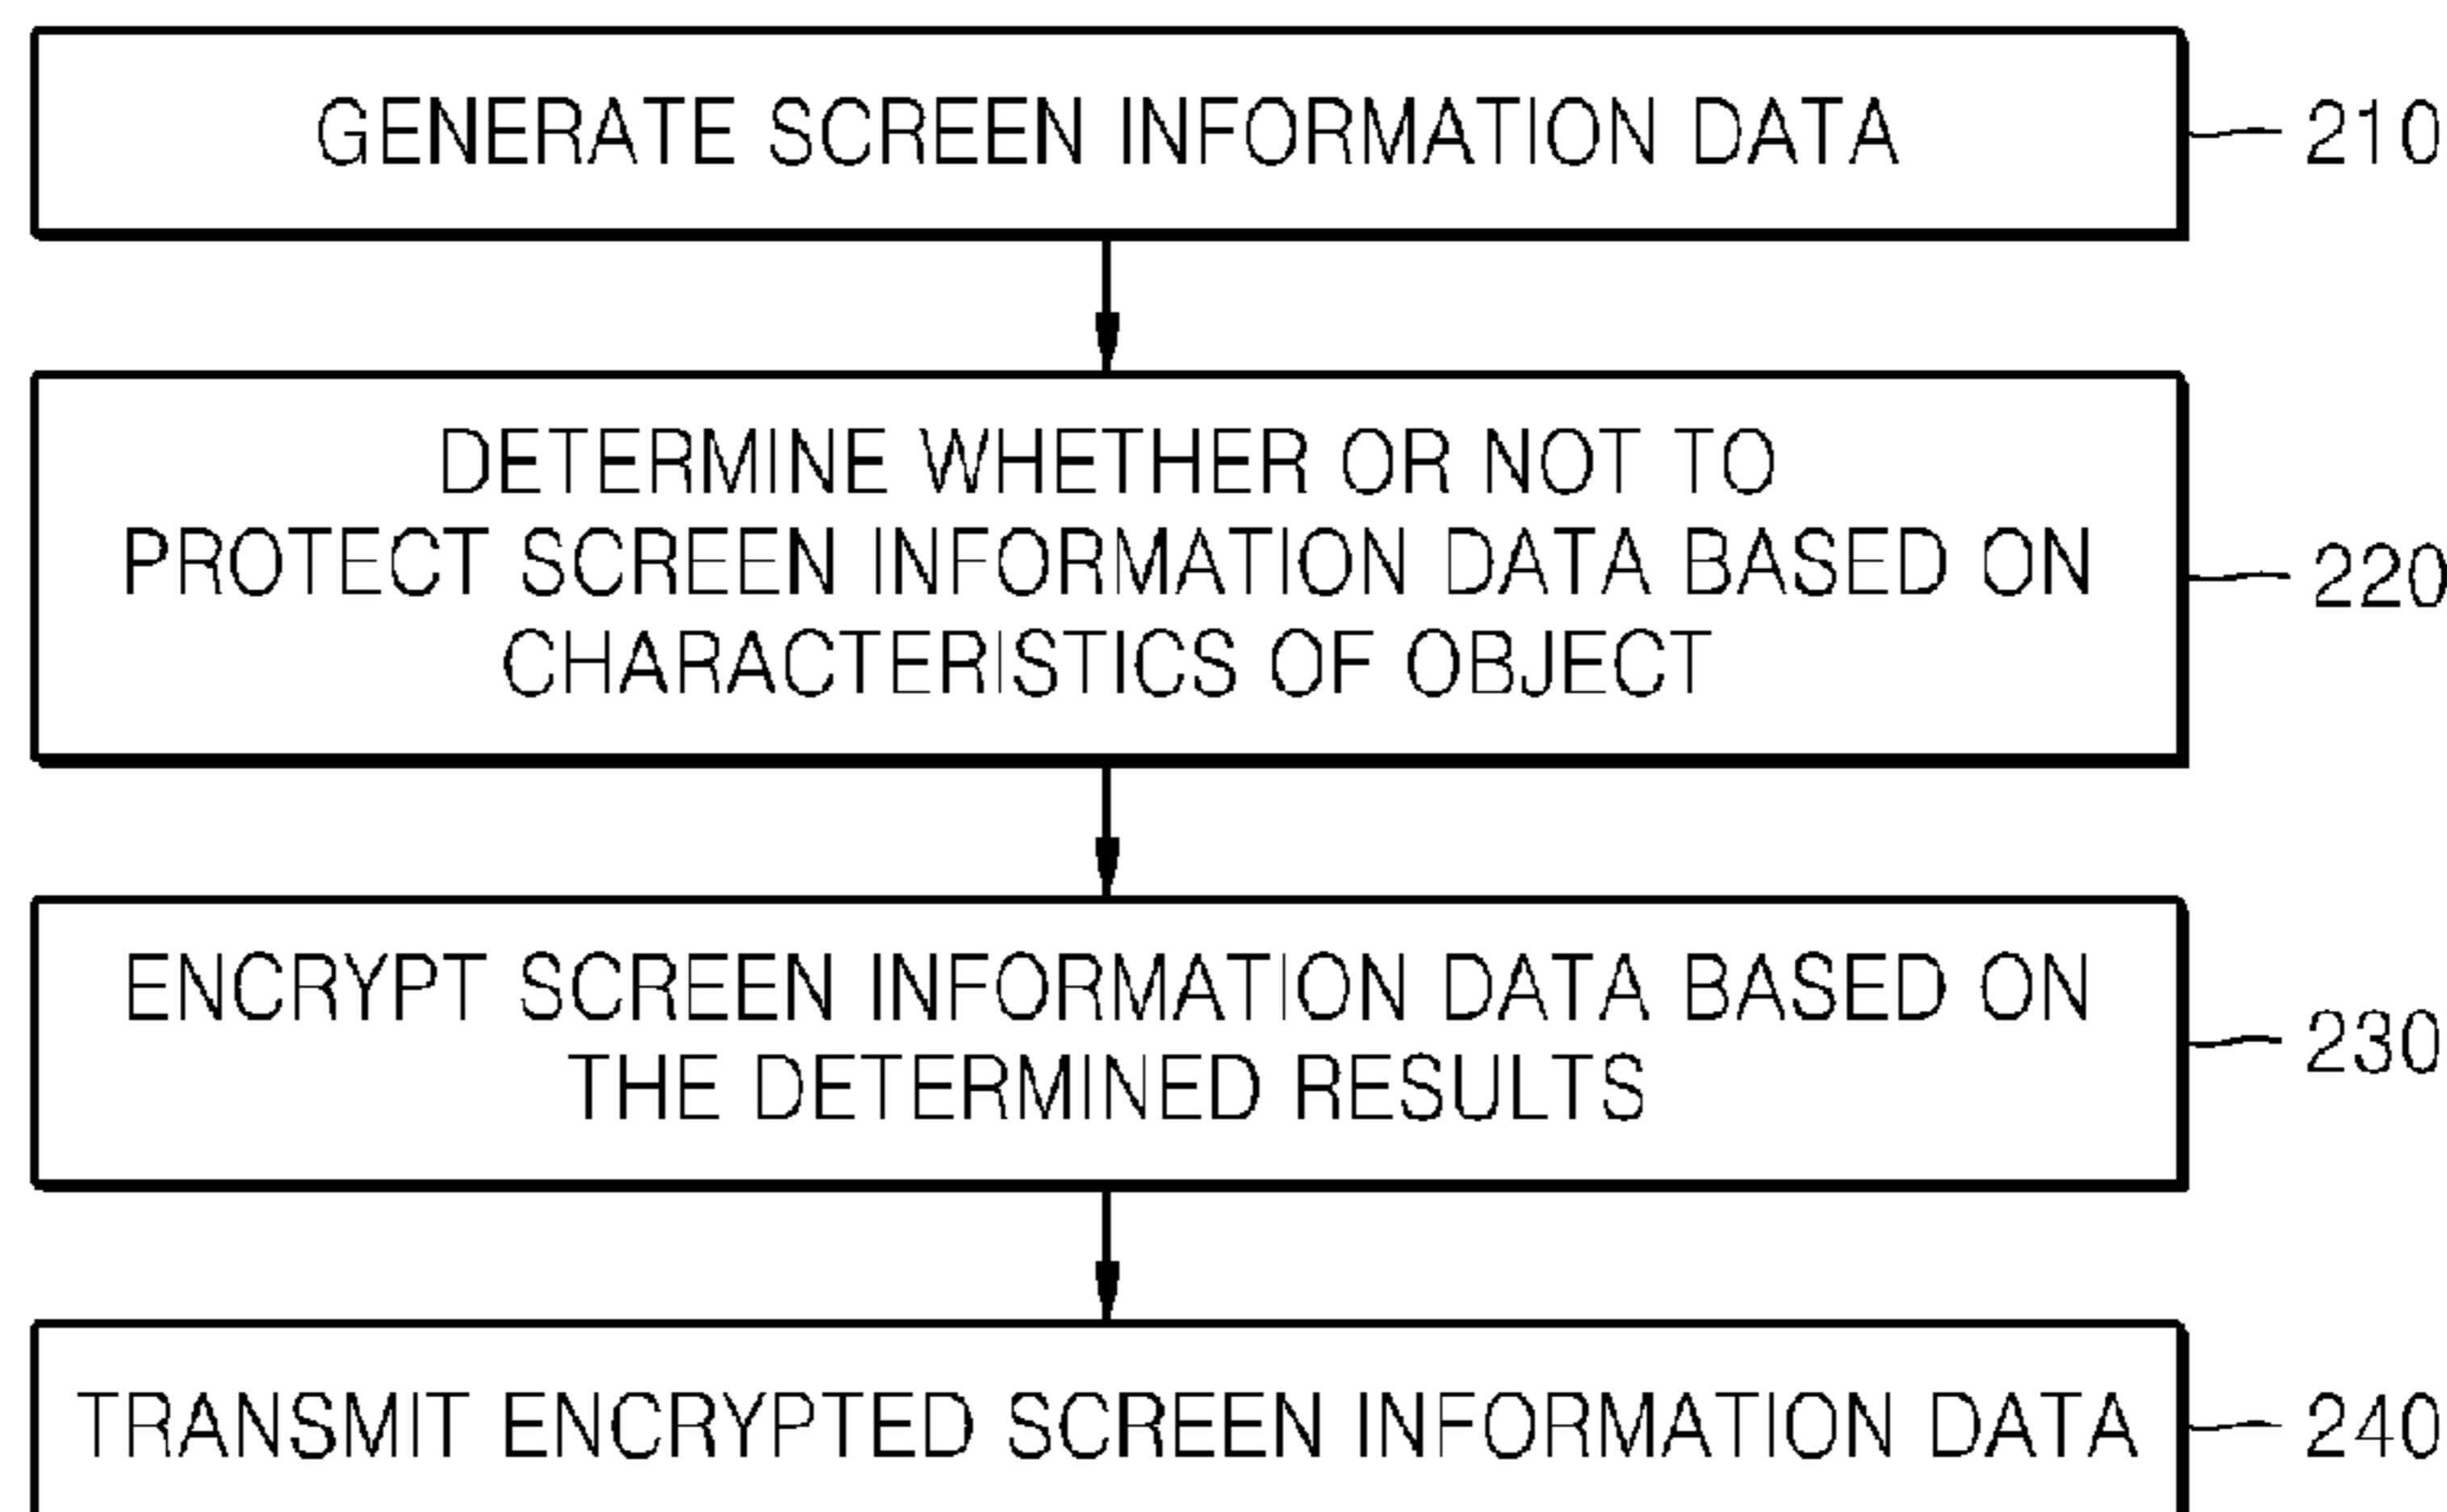 GENERATE SCREEN INFORMATION DATA
210
DETERMINE WHETHER OR NOT TO
PROTECT SCREEN INFORMATION DATA BASED ON
CHARACTERISTICS OF OBJECT
220
ENCRYPT SCREEN INFORMATION DATA BASED ON
THE DETERMINED RESULTS
230
TRANSMIT ENCRYPTED SCREEN INFORMATION DATA
240